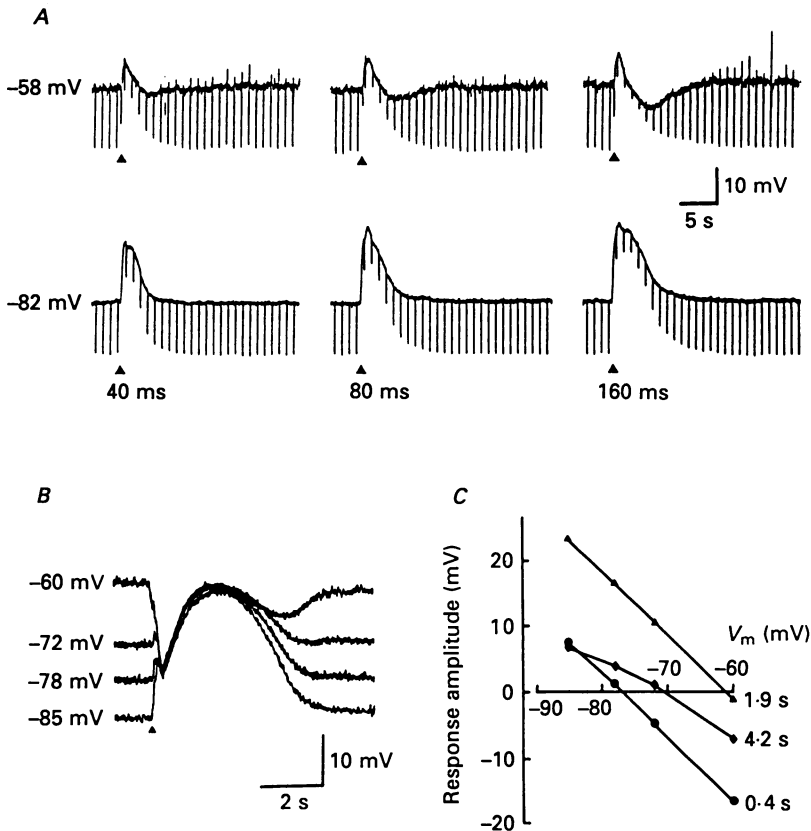 A
–58 mV
10 mV
5 s
–82 mV
40 ms
80 ms
160 ms
B
–60 mV
–72 mV
–78 mV
–85 mV
10 mV
2 s
C
Response amplitude (mV)
20
10
0
–10
–20
–90
–80
–70
–60
Vm (mV)
1·9 s
4·2 s
0·4 s